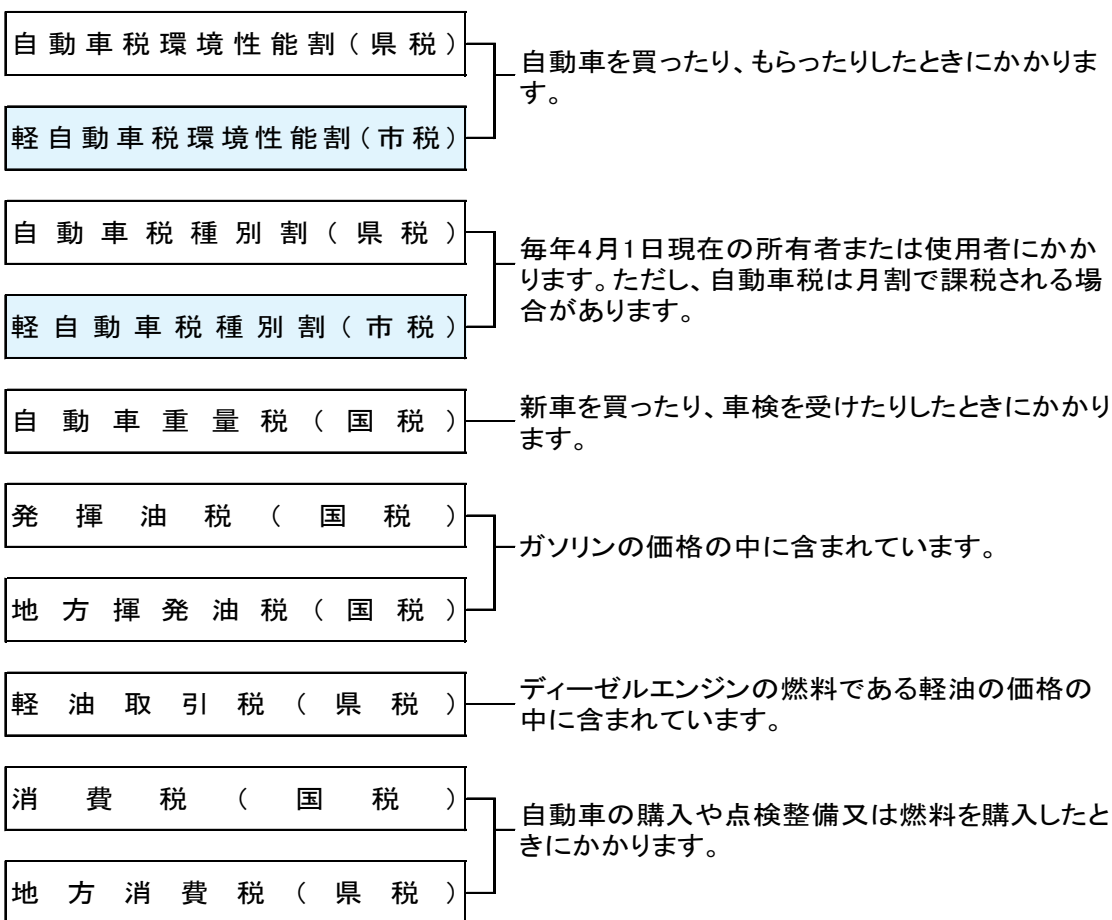 自動車税環境性能割(県税)
自動車を買ったり、もらったりしたときにかかりま
す。
軽自動車税環境性能割(市税)
自動車税種別割(県税)
毎年4月1日現在の所有者または使用者にかか
ります。ただし、自動車税は月割で課税される場
合があります。
軽自動車税種別割(市税)
自動車重量税(国税)
新車を買ったり、車検を受けたりしたときにかかり
ます。
発揮油税(国税)
ガソリンの価格の中に含まれています。
地方揮発油税(国税)
軽油取引税(県税)
ディーゼルエンジンの燃料である軽油の価格の
中に含まれています。
消費税(国税)
自動車の購入や点検整備又は燃料を購入したと
きにかかります。
地方消費税(県税)